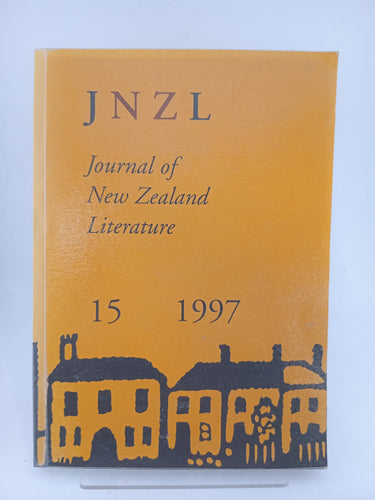 JNZL
Journal of
New Zealand
Literature
15 1997